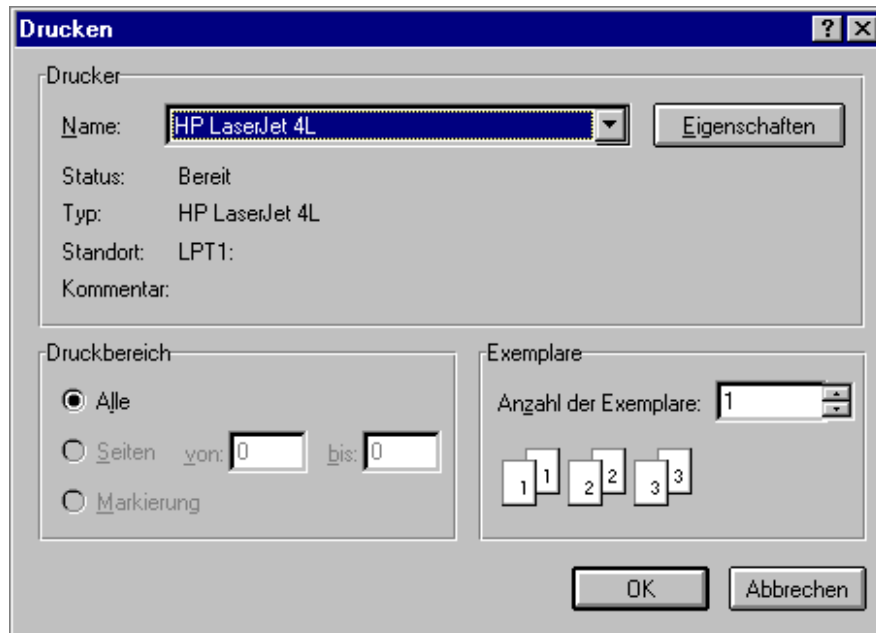 Drucken
Drucker
Name: HP LaserJet 4L Eigenschaften
Status: Bereit
Typ: HP LaserJet 4L
Standort: LPT1:
Kommentar:
Druckbereich
Alle
Seiten von: 0 bis: 0
Markierung
Exemplare
Anzahl der Exemplare: 1
1 1 2 2 3 3
OK Abbrechen